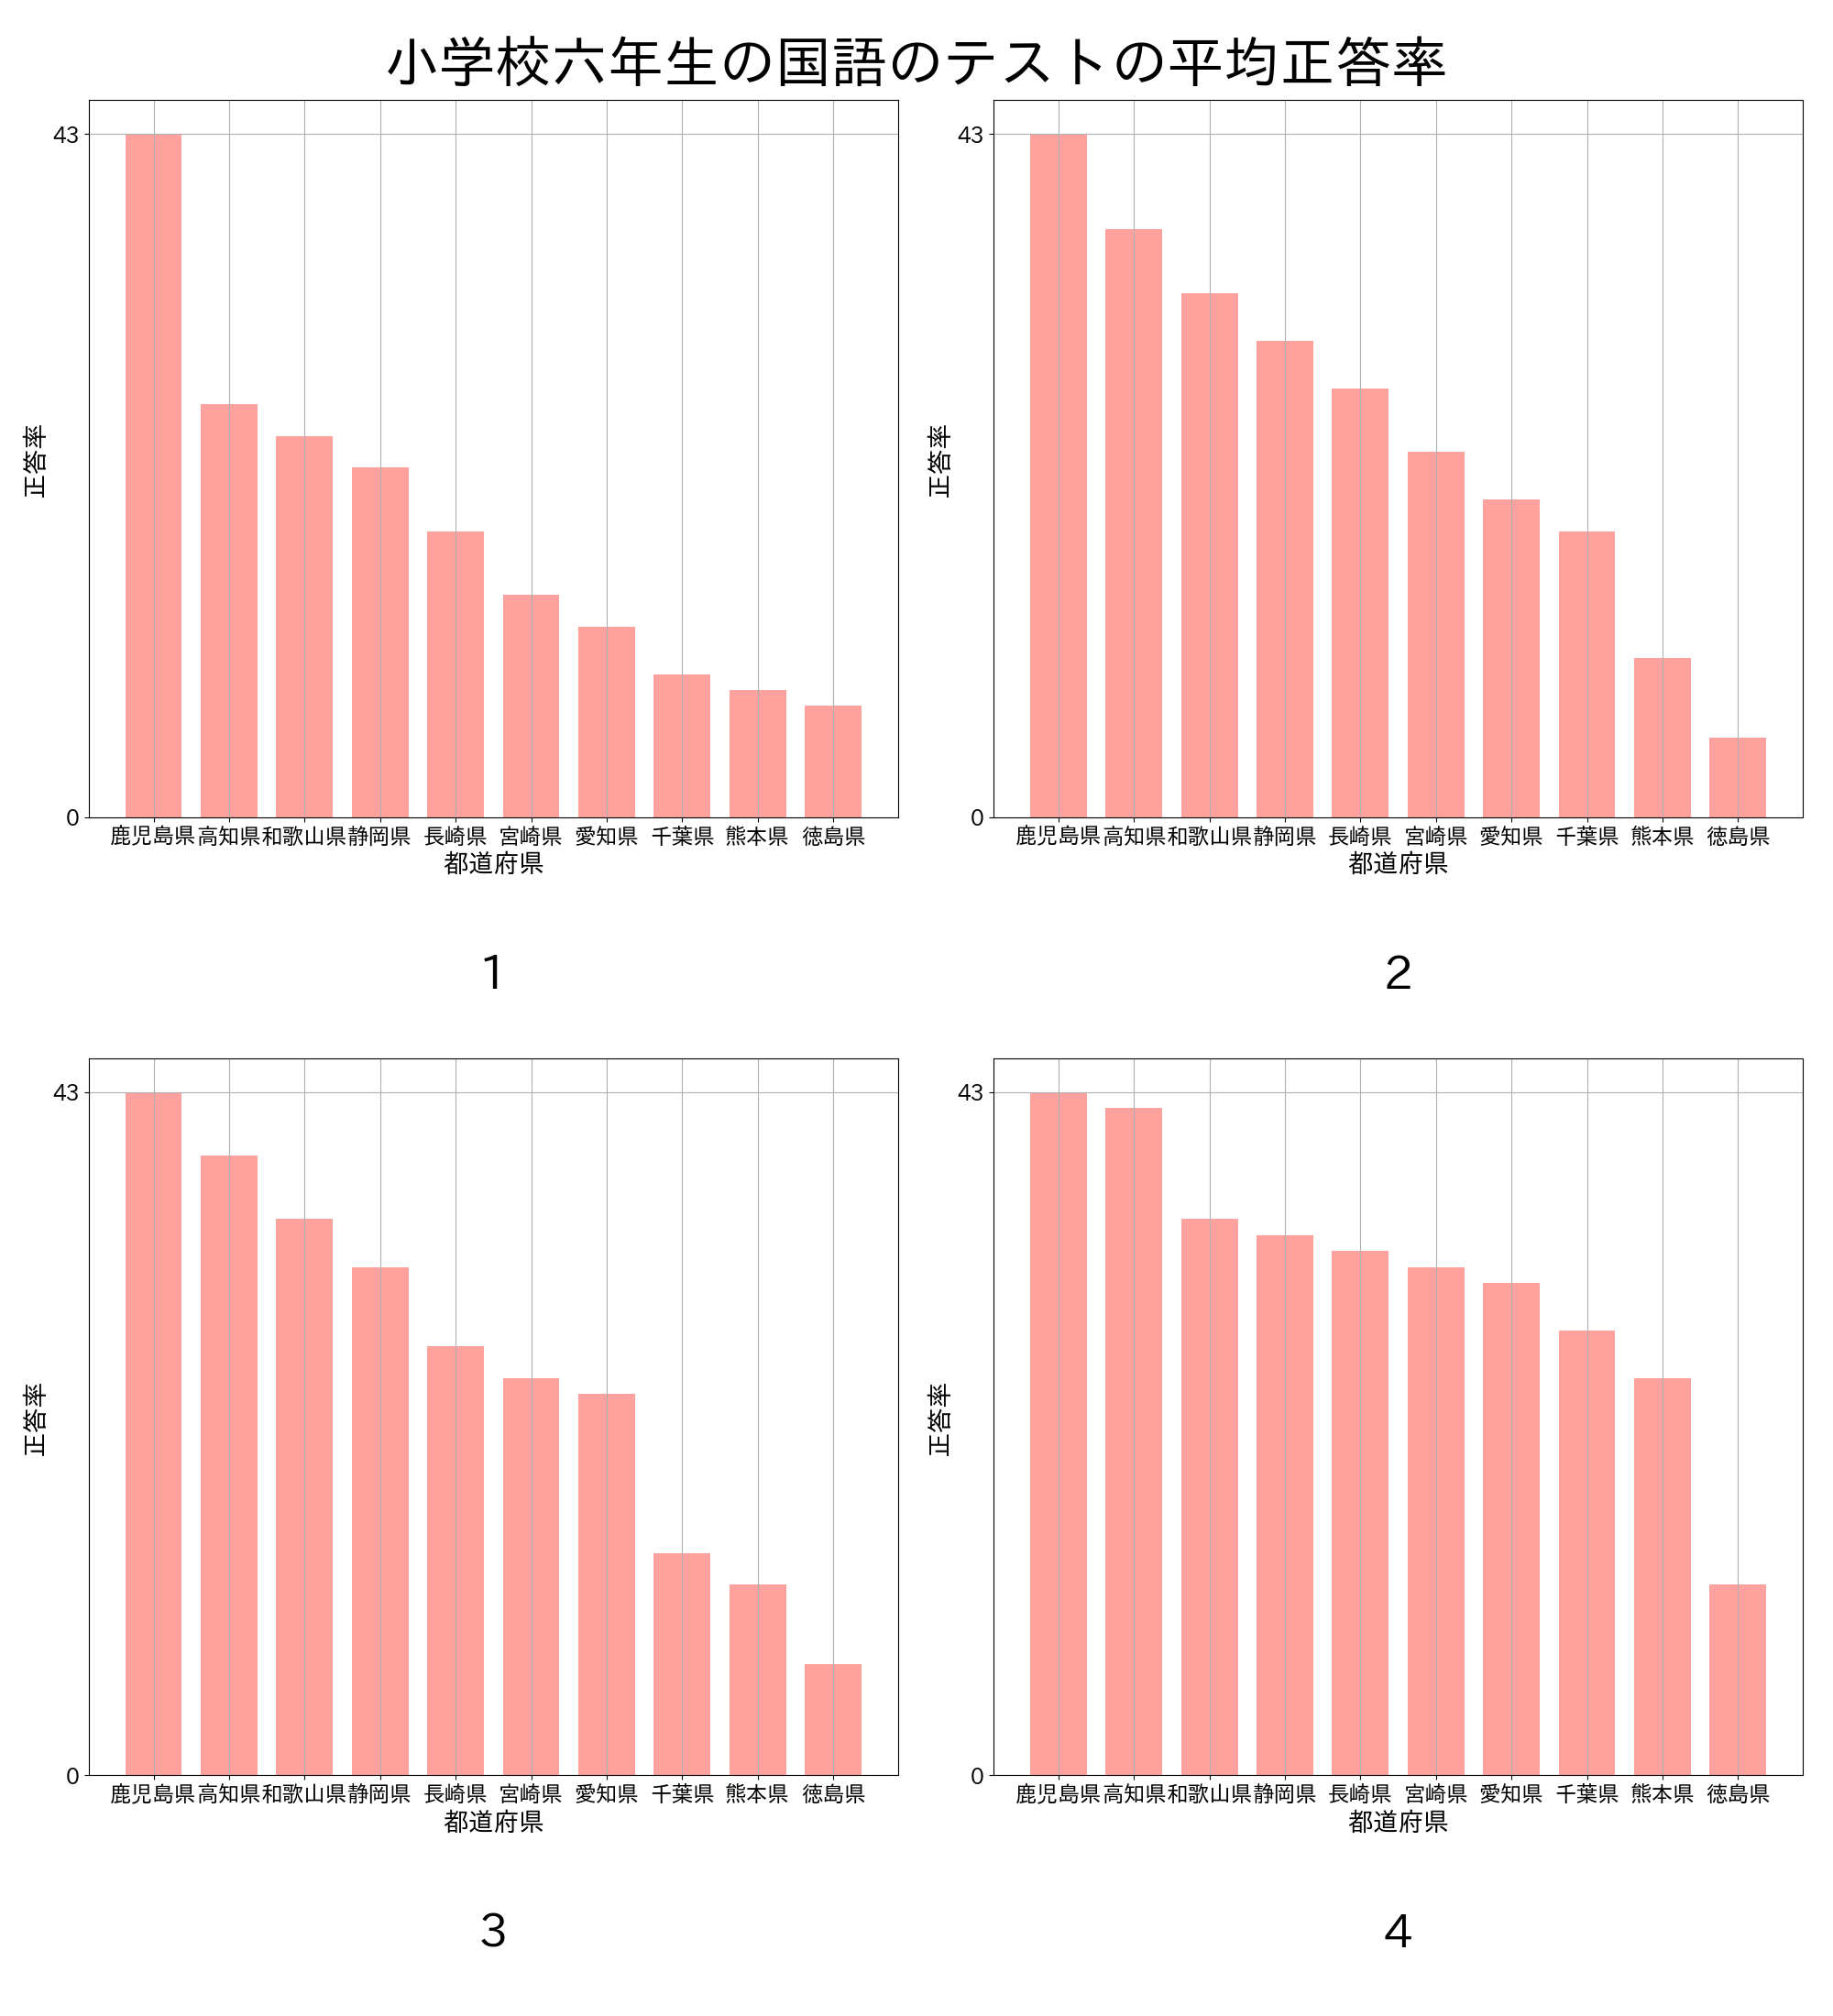 小学校六年生の国語のテストの平均正答率
43
正答率
0
鹿児島県 高知県 和歌山県 静岡県 長崎県 宮崎県 愛知県 千葉県 熊本県 徳島県
都道府県
1
43
正答率
0
鹿児島県 高知県 和歌山県 静岡県 長崎県 宮崎県 愛知県 千葉県 熊本県 徳島県
都道府県
2
43
正答率
0
鹿児島県 高知県 和歌山県 静岡県 長崎県 宮崎県 愛知県 千葉県 熊本県 徳島県
都道府県
3
43
正答率
0
鹿児島県 高知県 和歌山県 静岡県 長崎県 宮崎県 愛知県 千葉県 熊本県 徳島県
都道府県
4